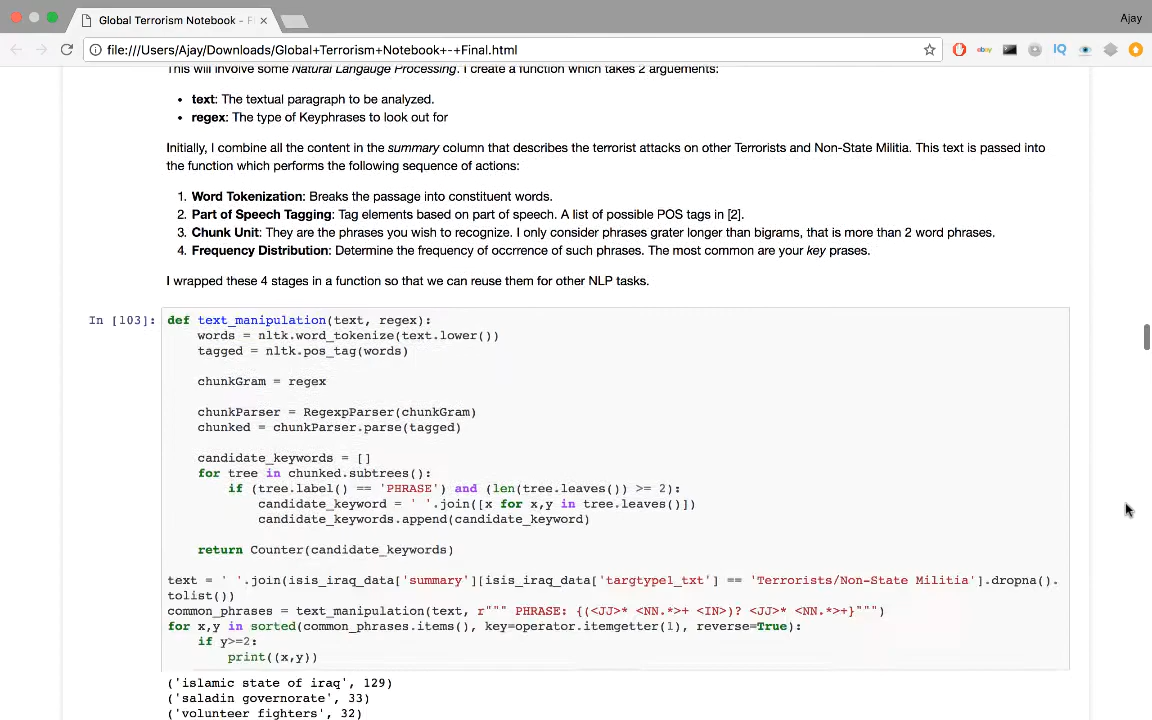 Global Terrorism Notebook - F
Ajay
file:///Users/Ajay/Downloads/Global+Terrorism+Notebook+-+Final.html
ebay
IQ
This will involve some Natural Langauge Processing. I create a function which takes 2 arguements:
• text: The textual paragraph to be analyzed.
• regex: The type of Keyphrases to look out for
Initially, I combine all the content in the summary column that describes the terrorist attacks on other Terrorists and Non-State Militia. This text is passed into
the function which performs the following sequence of actions:
1. Word Tokenization: Breaks the passage into constituent words.
2. Part of Speech Tagging: Tag elements based on part of speech. A list of possible POS tags in [2].
3. Chunk Unit: They are the phrases you wish to recognize. I only consider phrases grater longer than bigrams, that is more than 2 word phrases.
4. Frequency Distribution: Determine the frequency of occrrence of such phrases. The most common are your key prases.
I wrapped these 4 stages in a function so that we can reuse them for other NLP tasks.
In [103]: def text_manipulation(text, regex):
words = nltk.word_tokenize(text.lower())
tagged = nltk.pos_tag(words)
chunkGram = regex
chunkParser = RegexpParser(chunkGram)
chunked = chunkParser.parse(tagged)
candidate_keywords = []
for tree in chunked.subtrees():
if (tree.label() == 'PHRASE') and (len(tree.leaves()) >= 2):
candidate_keyword = ' '.join([x for x,y in tree.leaves()])
candidate_keywords.append(candidate_keyword)
return Counter(candidate_keywords)
text = ' '.join(isis_iraq_data['summary'][isis_iraq_data['targtype1_txt'] == 'Terrorists/Non-State Militia'].dropna().
tolist())
common_phrases = text_manipulation(text, r""" PHRASE: {(<JJ>* <NN.*>+ <IN>)? <JJ>* <NN.*>+}""")
for x,y in sorted(common_phrases.items(), key=operator.itemgetter(1), reverse=True):
if y>=2:
print((x,y))
('islamic state of iraq', 129)
('saladin governorate', 33)
('volunteer fighters', 32)